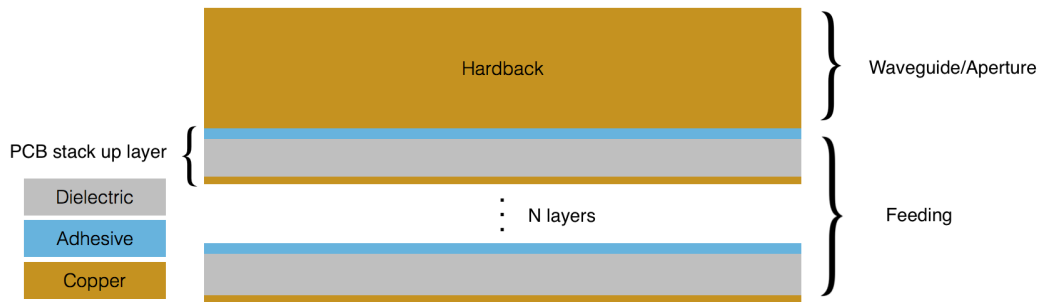 Hardback
Waveguide/Aperture
PCB stack up layer
Dielectric
N layers
Feeding
Adhesive
Copper